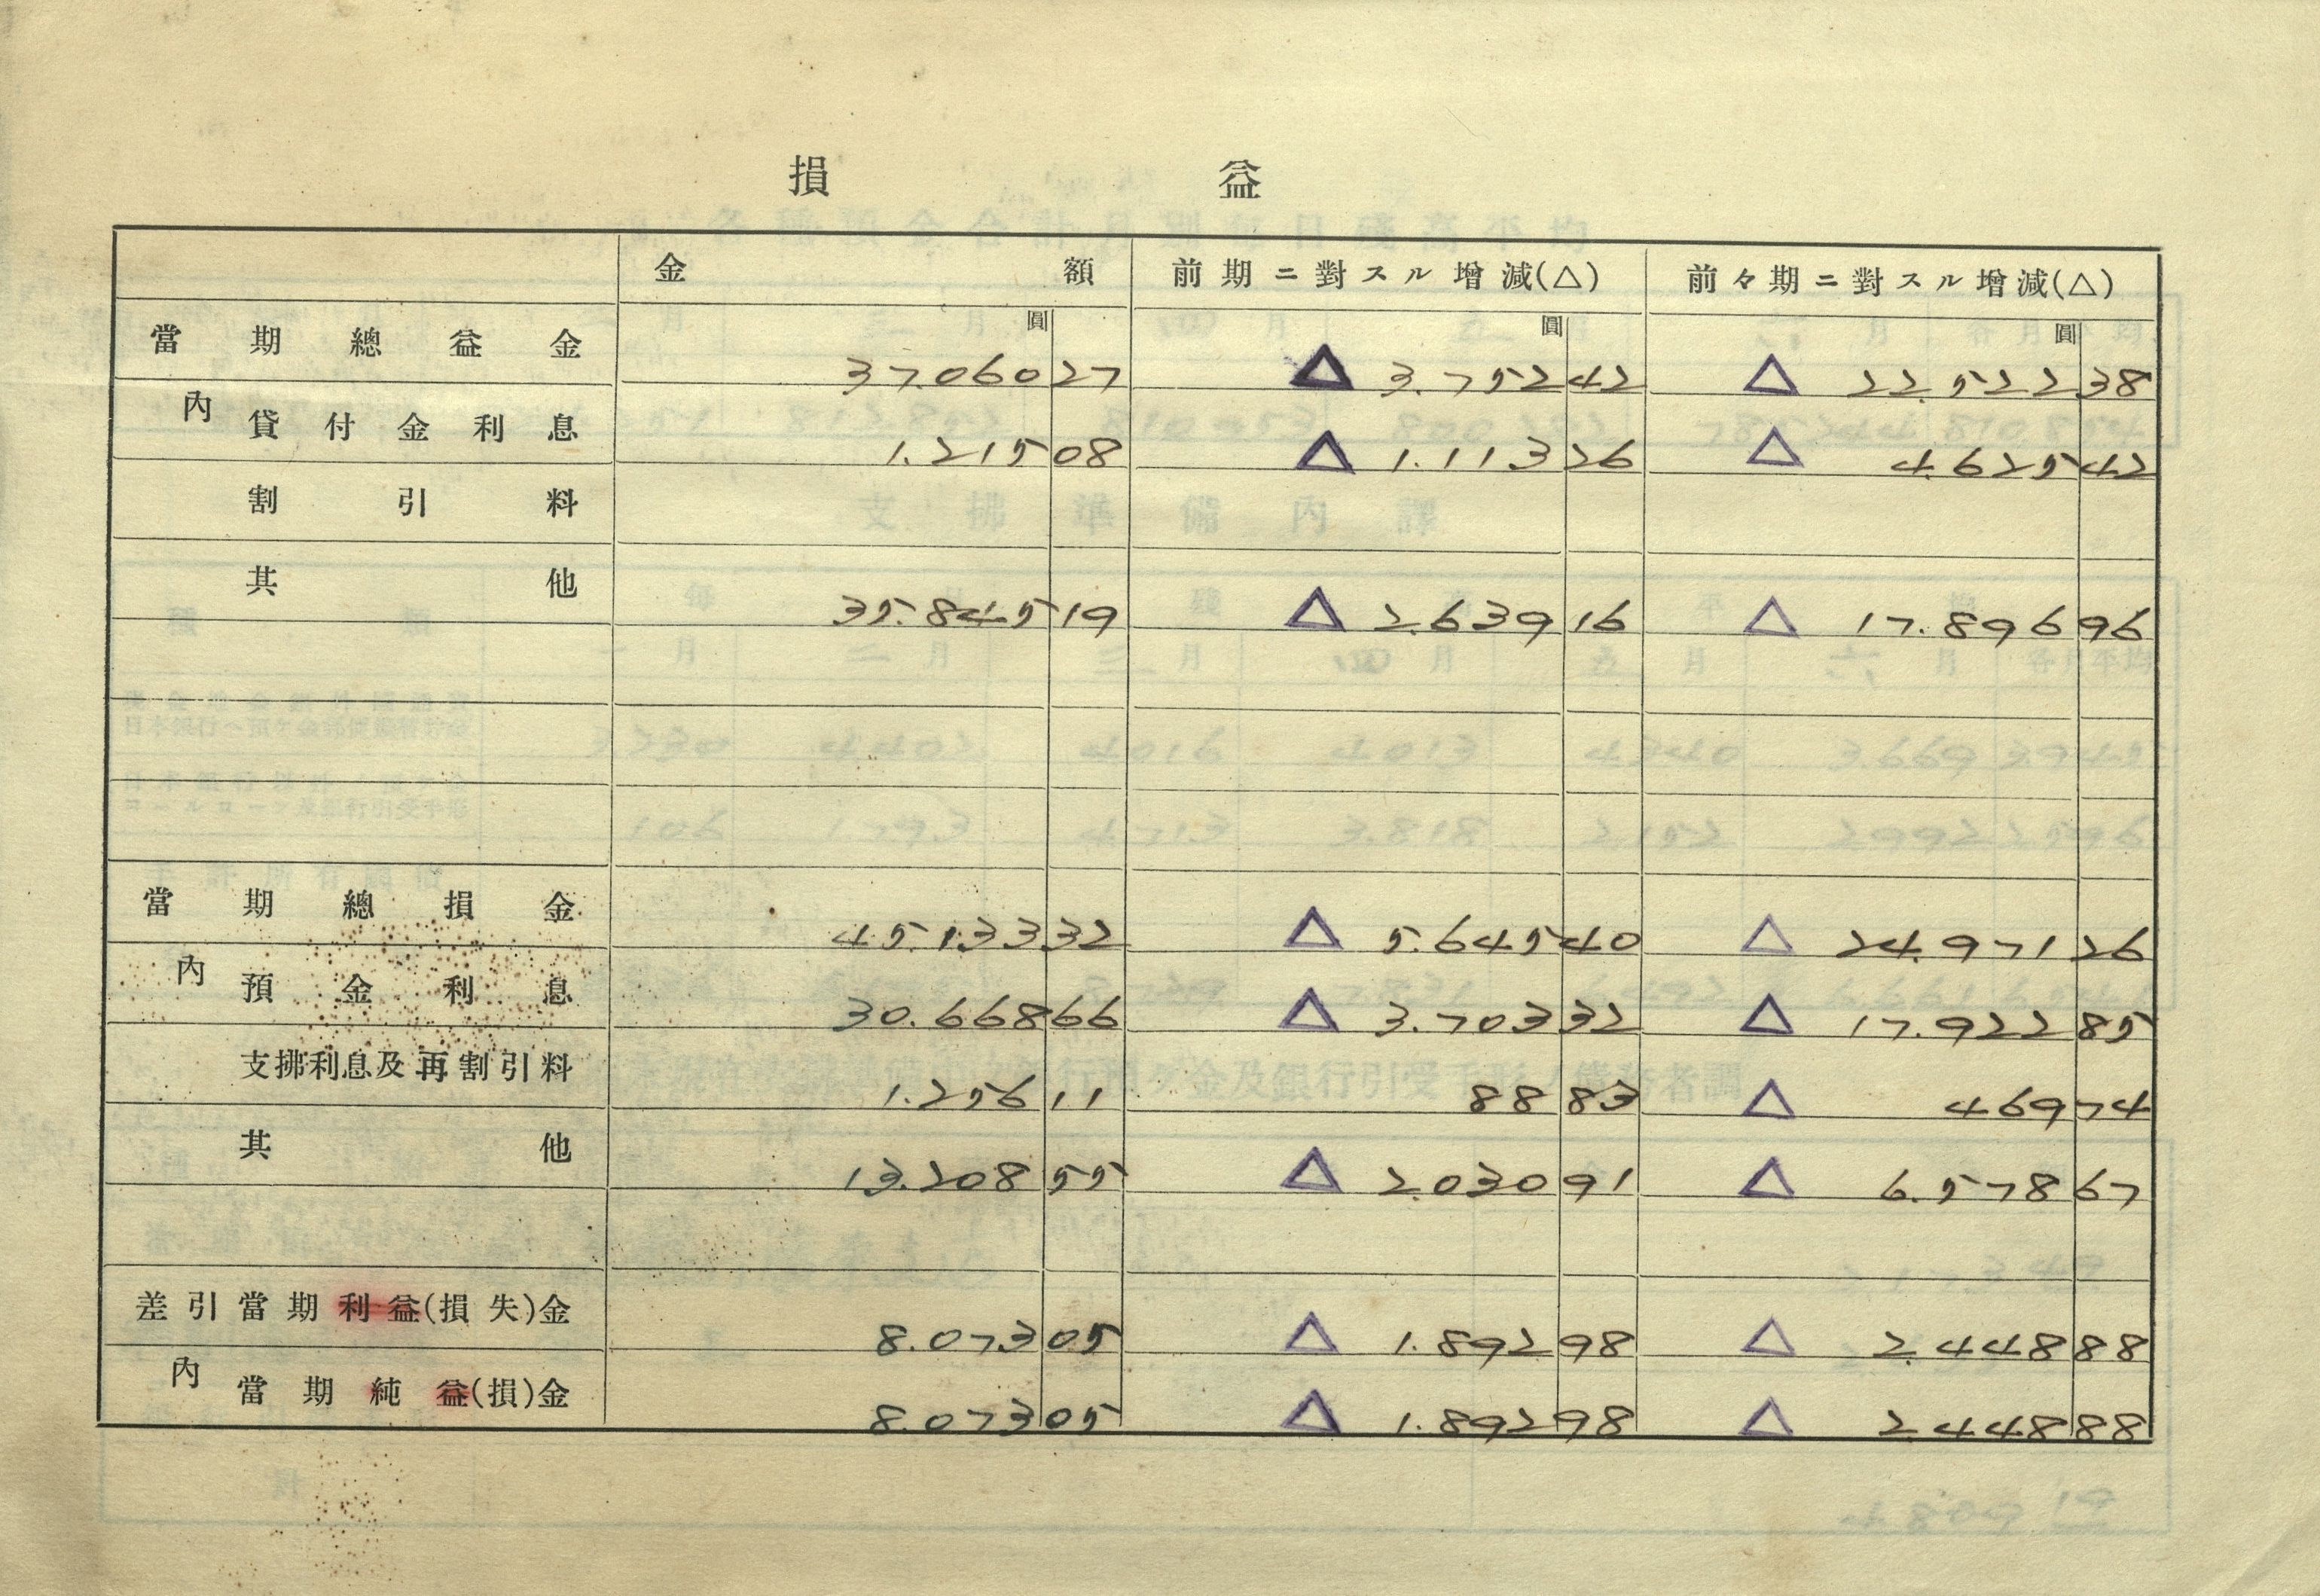 損益
金額 前期ニ對スル增減(△) 前々期ニ對スル增減(△)
圓 圓 圓
當期總益金 37.060 27 △ 3.752 42 △ 22.522 38
內 貸付金利息 1.215 08 △ 1.113 26 △ 4.625 42
割引料
其他 35.845 19 △ 2.639 16 △ 17.896 96
當期總損金 45.133 32 △ 5.645 40 △ 24.971 26
內 預金利息 30.668 66 △ 3.703 32 △ 17.922 85
支拂利息及再割引料 1.256 11 88 83 △ 469 74
其他 13.208 55 △ 2.030 91 △ 6.578 67
差引當期利益(損失)金 8.073 05 △ 1.892 98 △ 2.448 88
內 當期純益(損)金 8.073 05 △ 1.892 98 △ 2.448 88